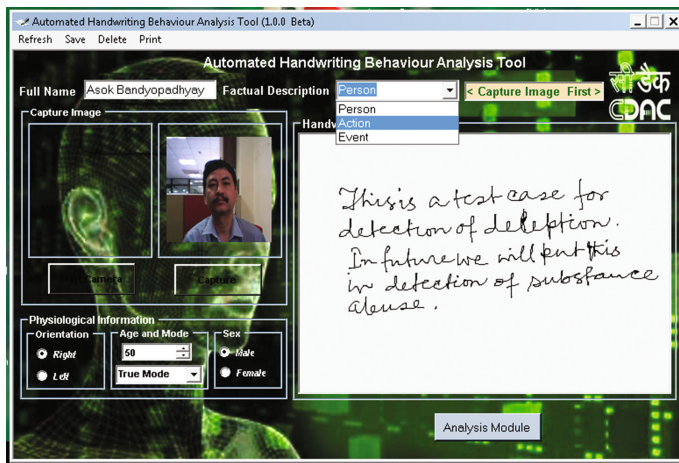 Automated Handwriting Behaviour Analysis Tool (1.0.0 Beta)
Refresh Save Delete Print
Automated Handwriting Behaviour Analysis Tool
Full Name Asok Bandyopadhyay Factual Description Person < Capture Image First >
Person
Action
Event
सी डैक
CDAC
Capture Image
Handw
This is a test case for
detection of deception.
In future we will put this
in detection of substance
abuse.
Camera Capture
Physiological Information
Orientation Age and Mode Sex
Right 50 Male
Left True Mode Female
Analysis Module